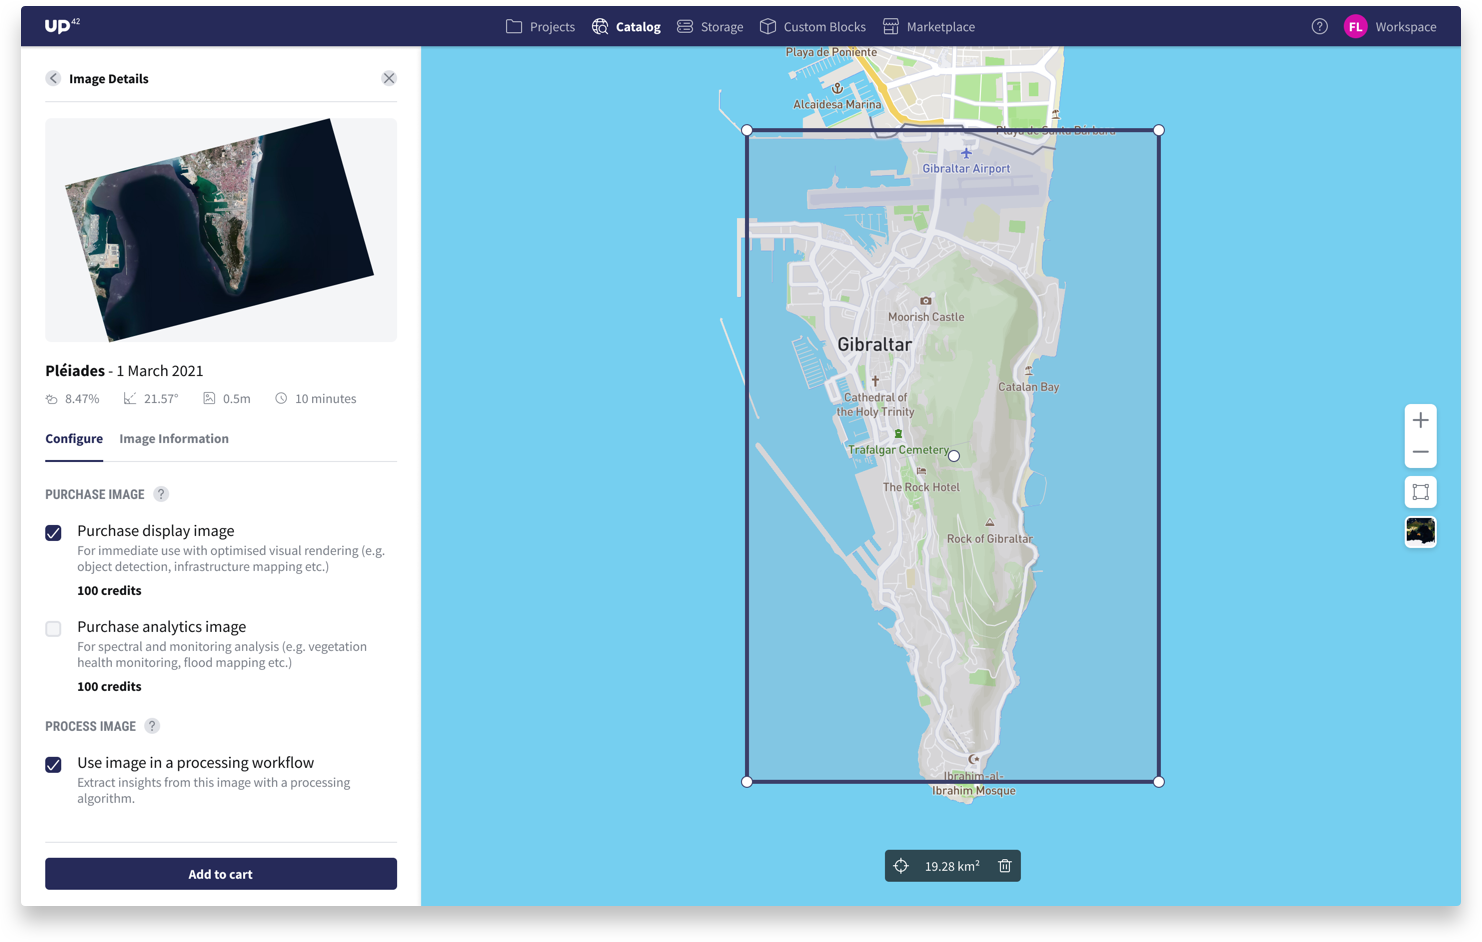 UP42
Projects
Catalog
Storage
Custom Blocks
Marketplace
?
FL
Workspace
Image Details
Pléiades - 1 March 2021
8.47%
21.57°
0.5m
10 minutes
Configure
Image Information
PURCHASE IMAGE ?
Purchase display image
For immediate use with optimised visual rendering (e.g.
object detection, infrastructure mapping etc.)
100 credits
Purchase analytics image
For spectral and monitoring analysis (e.g. vegetation
health monitoring, flood mapping etc.)
100 credits
PROCESS IMAGE ?
Use image in a processing workflow
Extract insights from this image with a processing
algorithm.
Add to cart
Playa de Poniente
Alcaidesa Marina
Playa de Santa Bárbara
Gibraltar Airport
Moorish Castle
Gibraltar
Catalan Bay
Cathedral of
the Holy Trinity
Trafalgar Cemetery
The Rock Hotel
Rock of Gibraltar
Ibrahim-al-
Ibrahim Mosque
19.28 km²